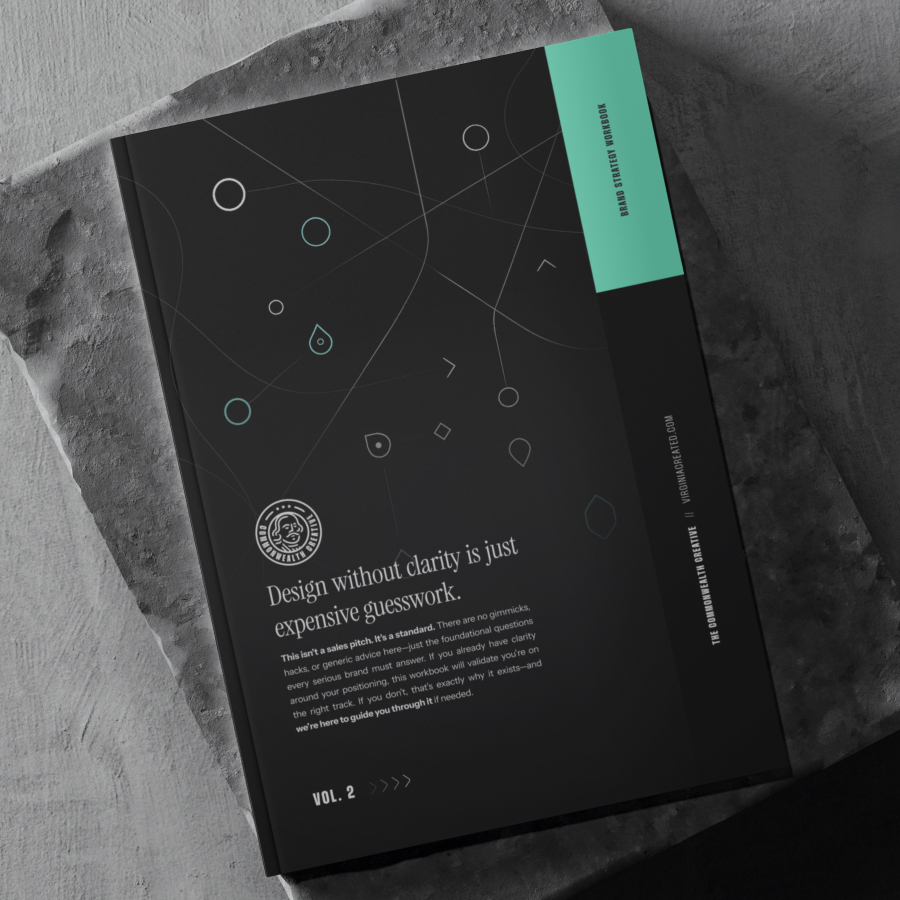 BRAND STRATEGY WORKBOOK
COMMONWEALTH CREATIVE
Design without clarity is just
expensive guesswork.
This isn't a sales pitch. It's a standard. There are no gimmicks,
hacks, or generic advice here—just the foundational questions
every serious brand must answer. If you already have clarity
around your positioning, this workbook will validate you're on
the right track. If you don't, that's exactly why it exists—and
we're here to guide you through it if needed.
VOL. 2
THE COMMONWEALTH CREATIVE // VIRGINIACREATED.COM